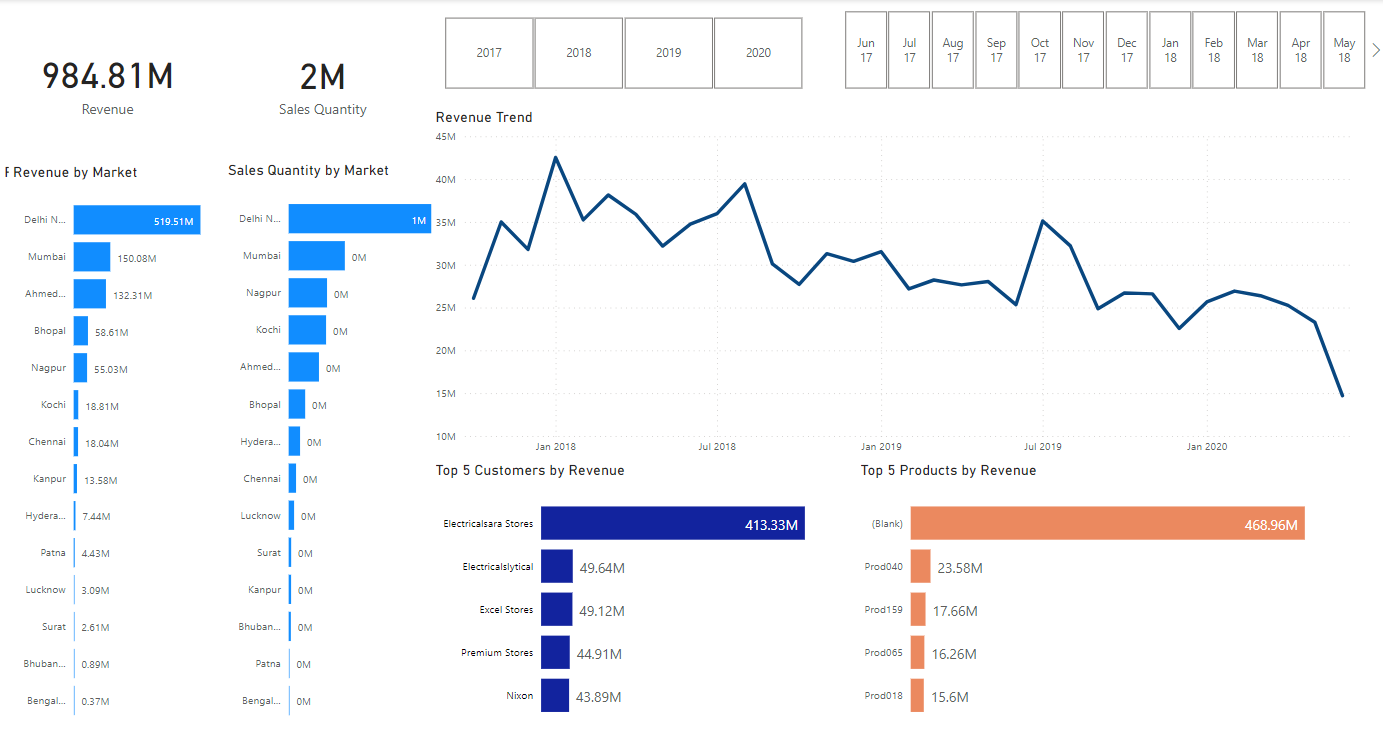 2017 2018 2019 2020
Jun 17 Jul 17 Aug 17 Sep 17 Oct 17 Nov 17 Dec 17 Jan 18 Feb 18 Mar 18 Apr 18 May 18
984.81M
Revenue
2M
Sales Quantity
F Revenue by Market
Delhi N... 519.51M
Mumbai 150.08M
Ahmed... 132.31M
Bhopal 58.61M
Nagpur 55.03M
Kochi 18.81M
Chennai 18.04M
Kanpur 13.58M
Hydera... 7.44M
Patna 4.43M
Lucknow 3.09M
Surat 2.61M
Bhuban... 0.89M
Bengal... 0.37M
Sales Quantity by Market
Delhi N... 1M
Mumbai 0M
Nagpur 0M
Kochi 0M
Ahmed... 0M
Bhopal 0M
Hydera... 0M
Chennai 0M
Lucknow 0M
Surat 0M
Kanpur 0M
Bhuban... 0M
Patna 0M
Bengal... 0M
Revenue Trend
45M
40M
35M
30M
25M
20M
15M
10M
Jan 2018 Jul 2018 Jan 2019 Jul 2019 Jan 2020
Top 5 Customers by Revenue
Electricalsara Stores 413.33M
Electricalslytical 49.64M
Excel Stores 49.12M
Premium Stores 44.91M
Nixon 43.89M
Top 5 Products by Revenue
(Blank) 468.96M
Prod040 23.58M
Prod159 17.66M
Prod065 16.26M
Prod018 15.6M